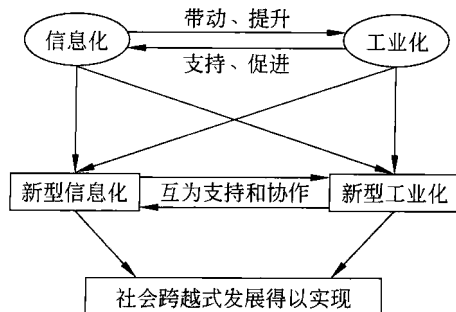 带动、提升
信息化
工业化
支持、促进
新型信息化
互为支持和协作
新型工业化
社会跨越式发展得以实现